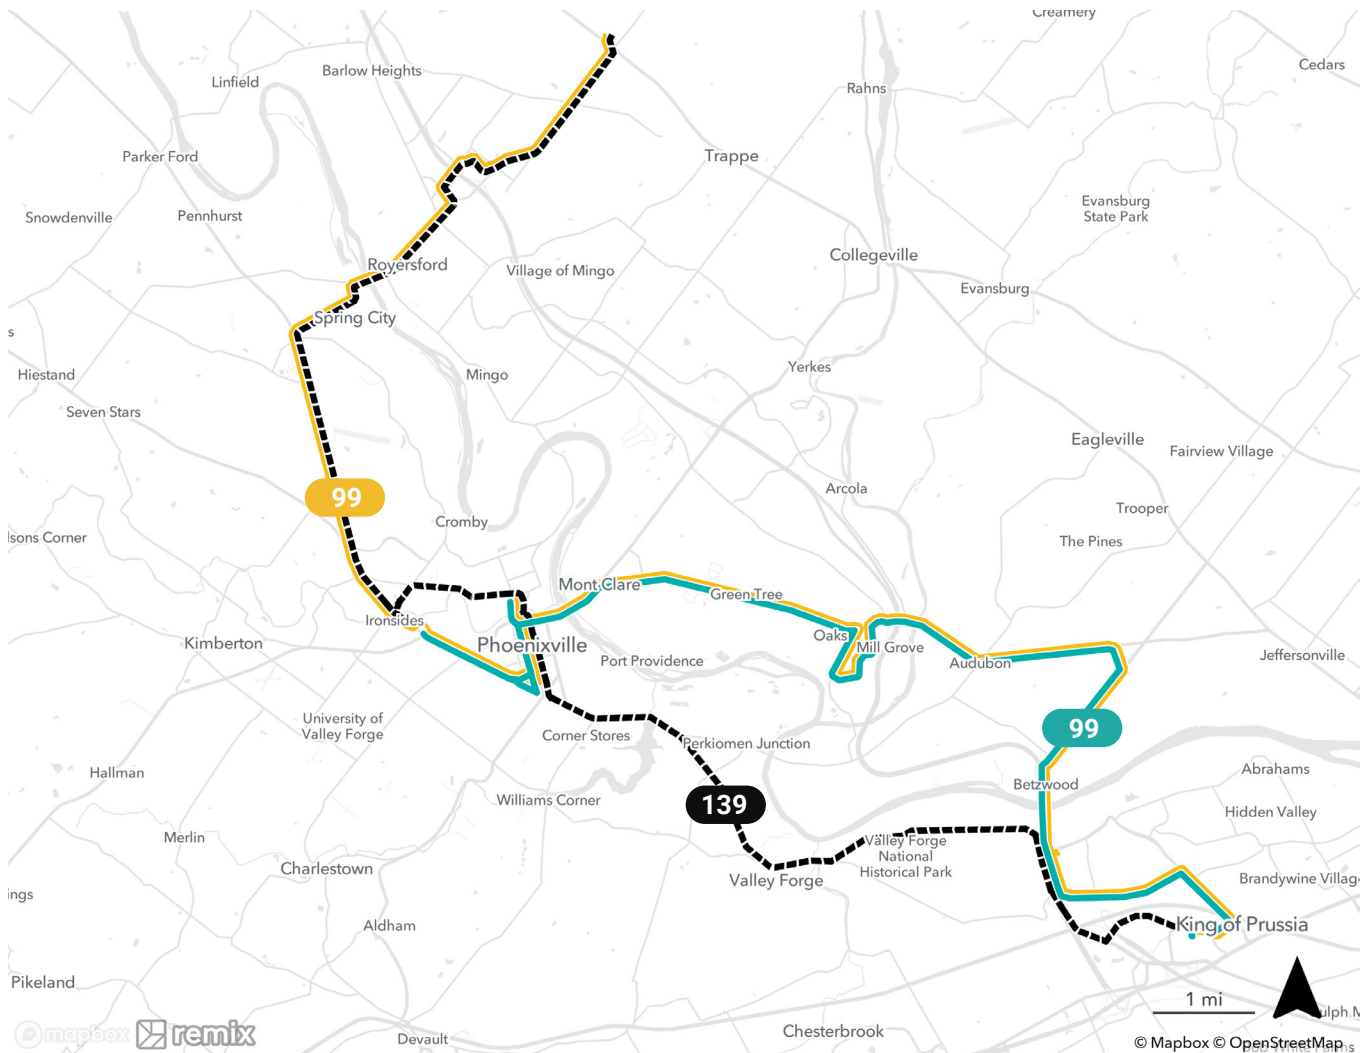 Creamery
Linfield
Barlow Heights
Cedars
Rahns
Parker Ford
Trappe
Snowdenville
Pennhurst
Evansburg
State Park
Collegeville
Royersford
Village of Mingo
Evansburg
Spring City
s
Hiestand
Mingo
Yerkes
Seven Stars
Eagleville
Fairview Village
99
Arcola
Trooper
Cromby
lsons Corner
The Pines
Mont Clare
Green Tree
Ironsides
Kimberton
Phoenixville
Oaks
Mill Grove
Port Providence
Audubon
Jeffersonville
University of
Valley Forge
99
Corner Stores
Perkiomen Junction
Hallman
Abrahams
Betzwood
Williams Corner
139
Hidden Valley
Merlin
Valley Forge
National
Historical Park
Charlestown
Valley Forge
Brandywine Village
ings
Aldham
King of Prussia
Pikeland
1 mi
ulph M
mapbox
remix
Devault
Chesterbrook
© Mapbox © OpenStreetMap